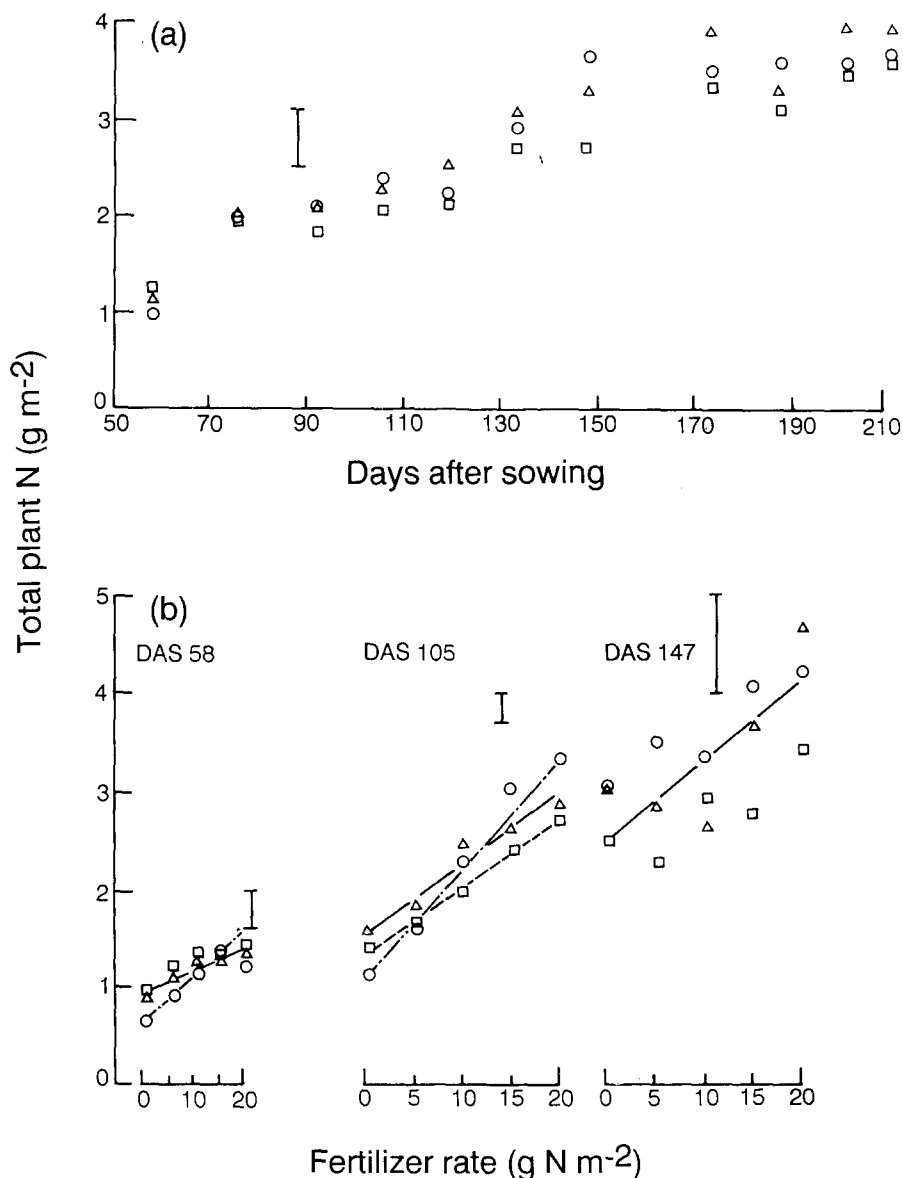 (a)
4
3
2
1
0
50 70 90 110 130 150 170 190 210
Days after sowing
Total plant N (g m-2)
(b)
5
4
3
2
1
0
DAS 58 DAS 105 DAS 147
0 5 10 15 20 0 5 10 15 20 0 5 10 15 20
Fertilizer rate (g N m-2)